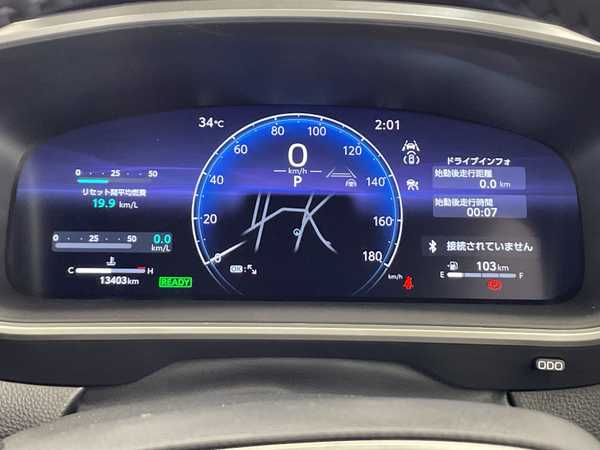 34℃
2:01
0 25 50
リセット間平均燃費
19.9 km/L
0 25 50
0.0
km/L
C H
13403km
READY
0 20 40 60 80 100 120 140 160 180
0
km/h
P
OK:
km/h
ドライブインフォ
始動後走行距離
0.0 km
始動後走行時間
00:07
接続されていません
103km
E F
ODO